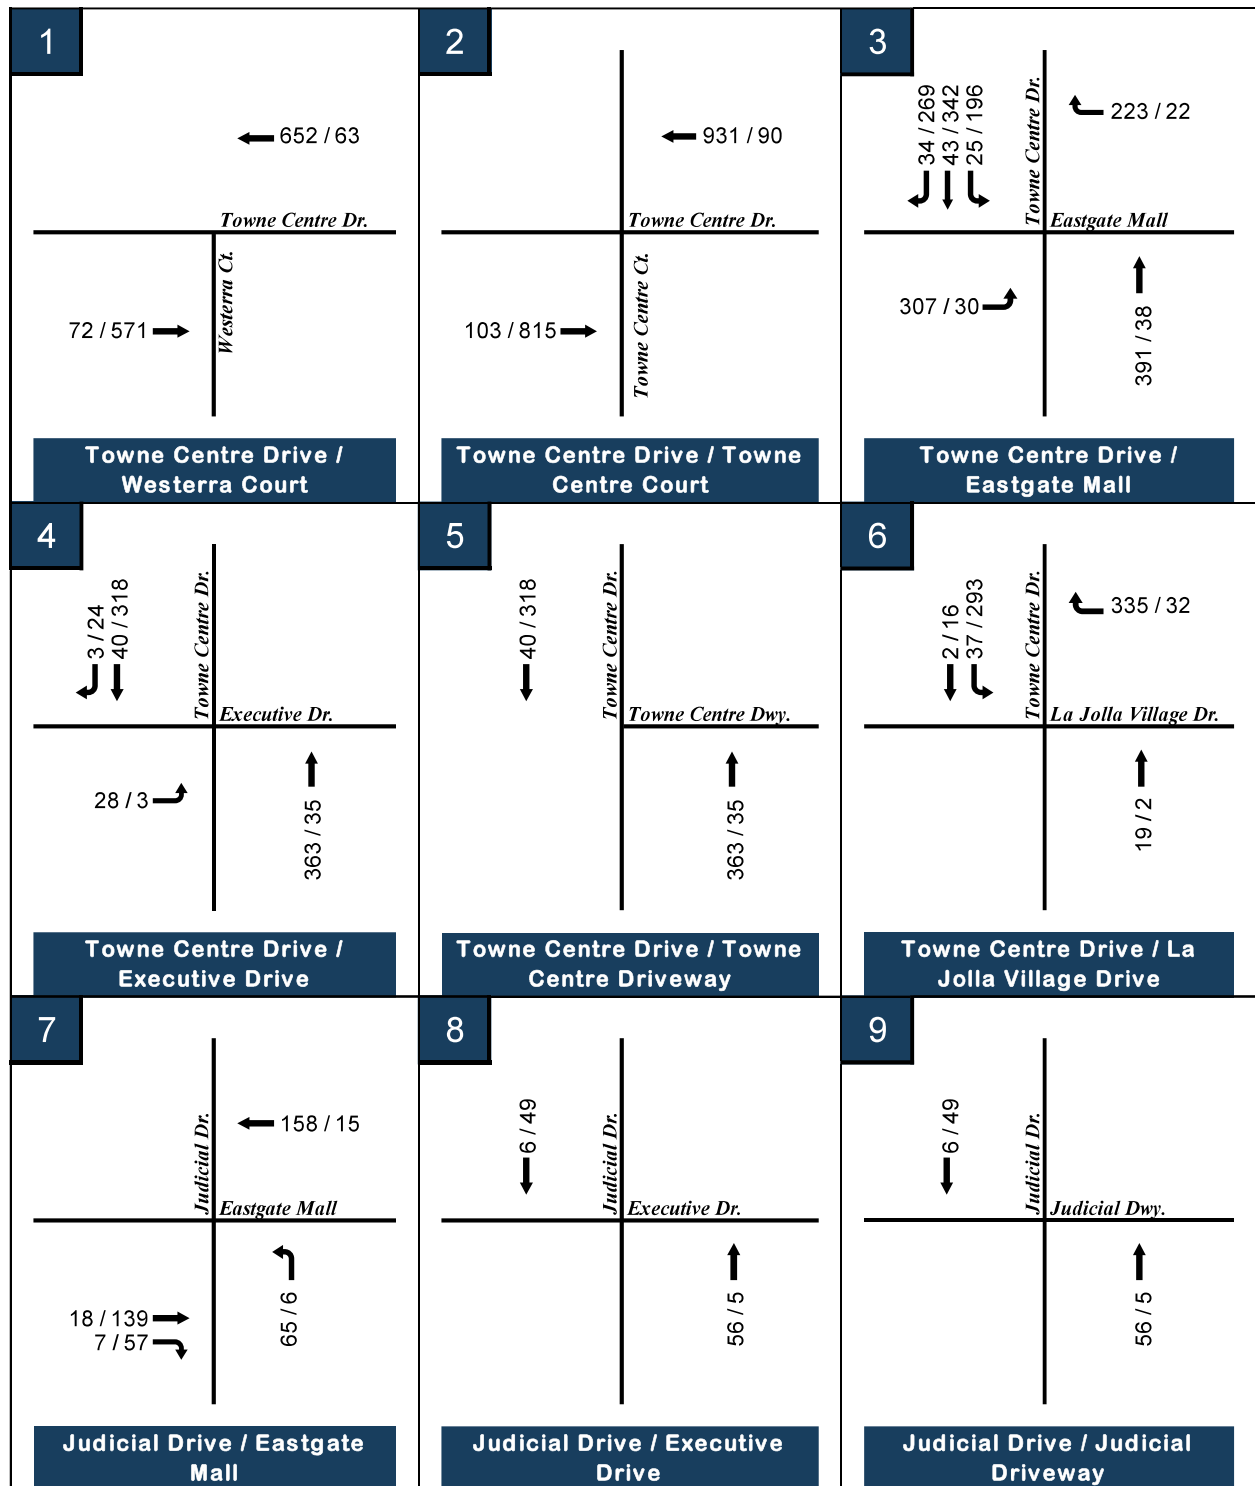 1
652 / 63
Towne Centre Dr.
Westerra Ct.
72 / 571
Towne Centre Drive /
Westerra Court
2
931 / 90
Towne Centre Dr.
Towne Centre Ct.
103 / 815
Towne Centre Drive / Towne
Centre Court
3
34 / 269
43 / 342
25 / 196
Towne Centre Dr.
223 / 22
Eastgate Mall
307 / 30
391 / 38
Towne Centre Drive /
Eastgate Mall
4
3 / 24
40 / 318
Towne Centre Dr.
Executive Dr.
28 / 3
363 / 35
Towne Centre Drive /
Executive Drive
5
40 / 318
Towne Centre Dr.
Towne Centre Dwy.
363 / 35
Towne Centre Drive / Towne
Centre Driveway
6
2 / 16
37 / 293
Towne Centre Dr.
335 / 32
La Jolla Village Dr.
19 / 2
Towne Centre Drive / La
Jolla Village Drive
7
Judicial Dr.
158 / 15
Eastgate Mall
18 / 139
7 / 57
65 / 6
Judicial Drive / Eastgate
Mall
8
6 / 49
Judicial Dr.
Executive Dr.
56 / 5
Judicial Drive / Executive
Drive
9
6 / 49
Judicial Dr.
Judicial Dwy.
56 / 5
Judicial Drive / Judicial
Driveway